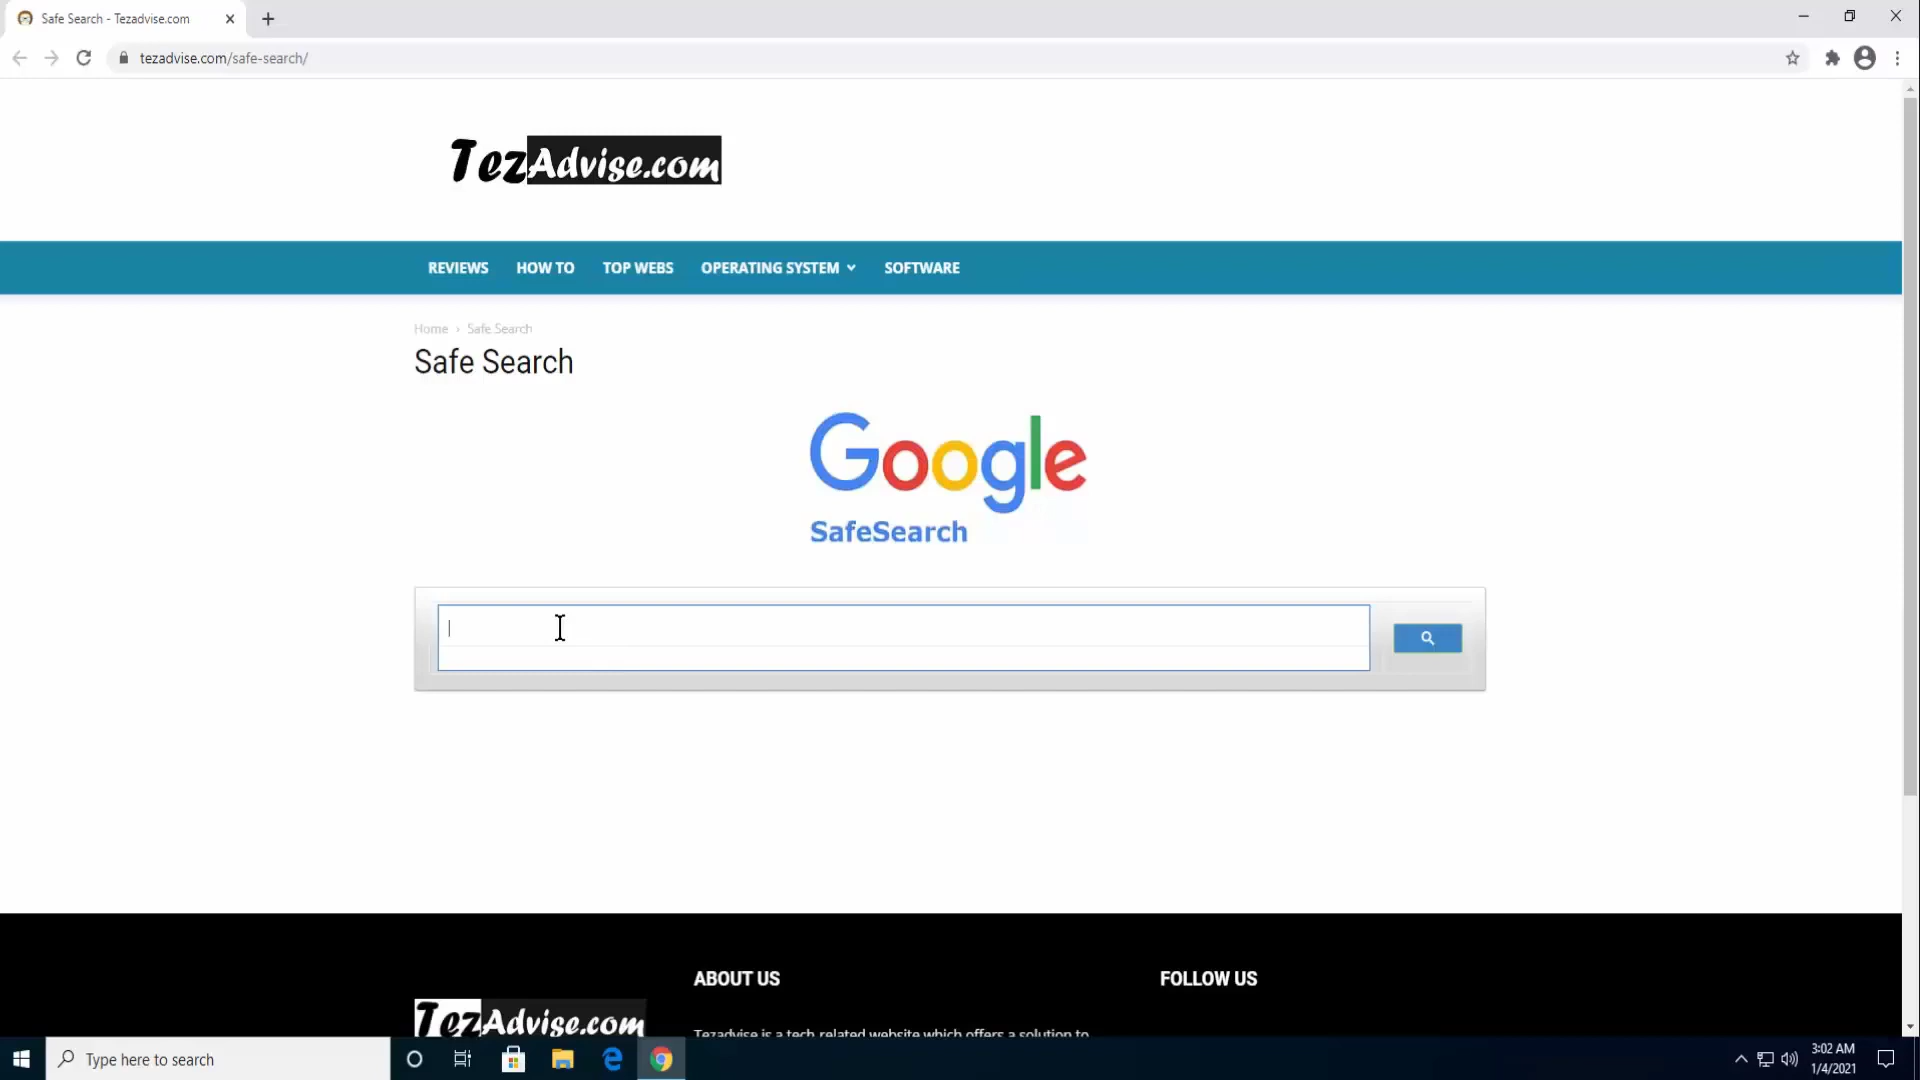 Safe Search - Tezadvise.com
tezadvise.com/safe-search/
TezAdvise.com
REVIEWS HOW TO TOP WEBS OPERATING SYSTEM SOFTWARE
Home › Safe Search
Safe Search
Google
SafeSearch
ABOUT US
FOLLOW US
TezAdvise.com
Tezadvise is a tech related website which offers a solution to
Type here to search
3:02 AM
1/4/2021